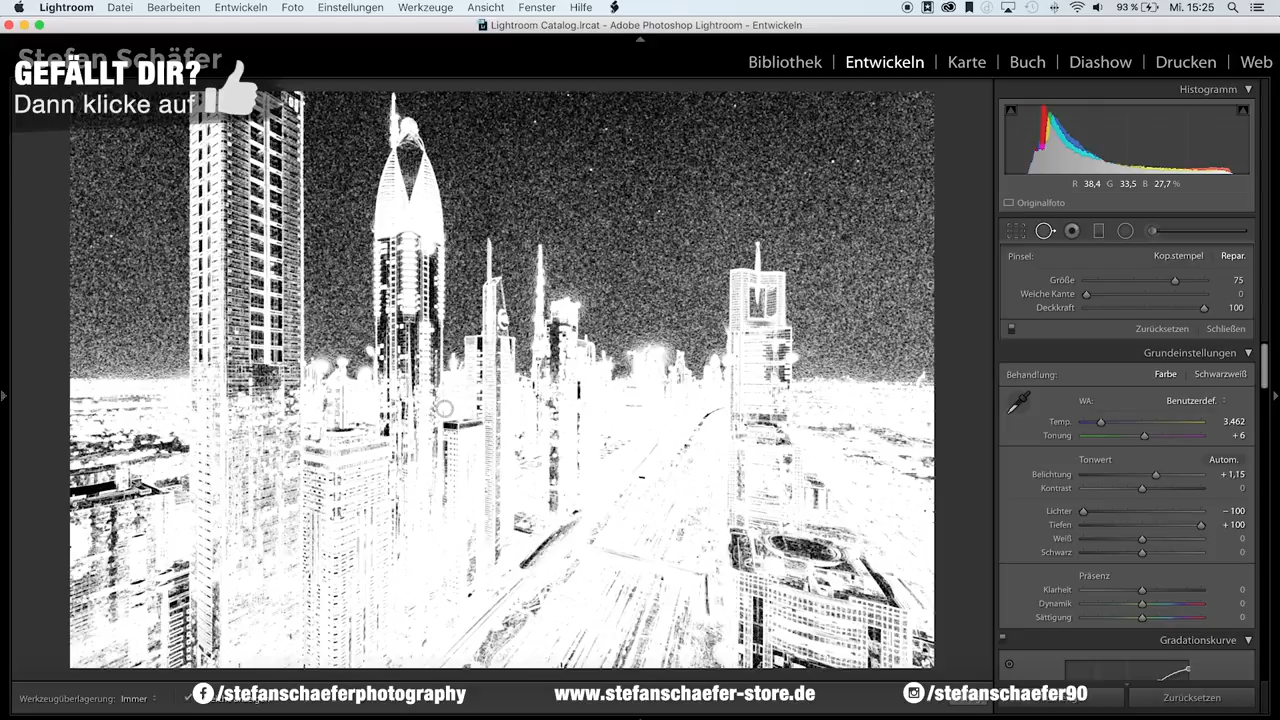 Lightroom Datei Bearbeiten Entwickeln Foto Einstellungen Werkzeuge Ansicht Fenster Hilfe 93 % Mi. 15:25
Lightroom Catalog.lrcat - Adobe Photoshop Lightroom - Entwickeln
Stefan Schäfer
GEFÄLLT DIR?
Dann klicke auf
Bibliothek | Entwickeln | Karte | Buch | Diashow | Drucken | Web
Histogramm
R 38,4 G 33,5 B 27,7 %
Originalfoto
Pinsel: Kop.stempel Repar.
Größe 75
Weiche Kante 0
Deckkraft 100
Zurücksetzen Schließen
Grundeinstellungen
Behandlung: Farbe Schwarzweiß
WA: Benutzerdef.
Temp. 3.462
Tonung + 6
Tonwert Autom.
Belichtung + 1,15
Kontrast 0
Lichter − 100
Tiefen + 100
Weiß 0
Schwarz 0
Präsenz
Klarheit 0
Dynamik 0
Sättigung 0
Gradationskurve
Werkzeugüberlagerung: Immer
/stefanschaeferphotography www.stefanschaefer-store.de /stefanschaefer90
Zurücksetzen